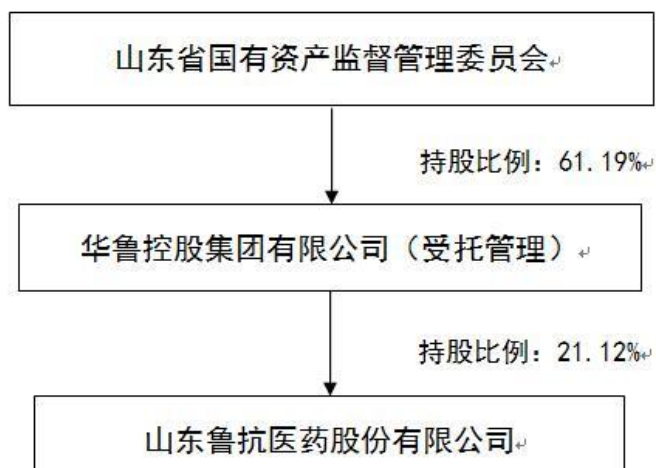 山东省国有资产监督管理委员会
持股比例：61.19%
华鲁控股集团有限公司（受托管理）
持股比例：21.12%
山东鲁抗医药股份有限公司